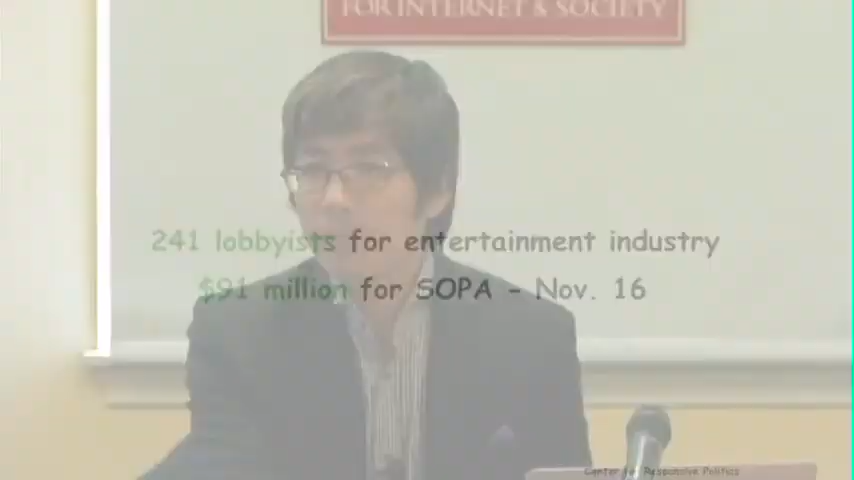 FOR INTERNET & SOCIETY
241 lobbyists for entertainment industry
$91 million for SOPA - Nov. 16
Center for Responsive Politics